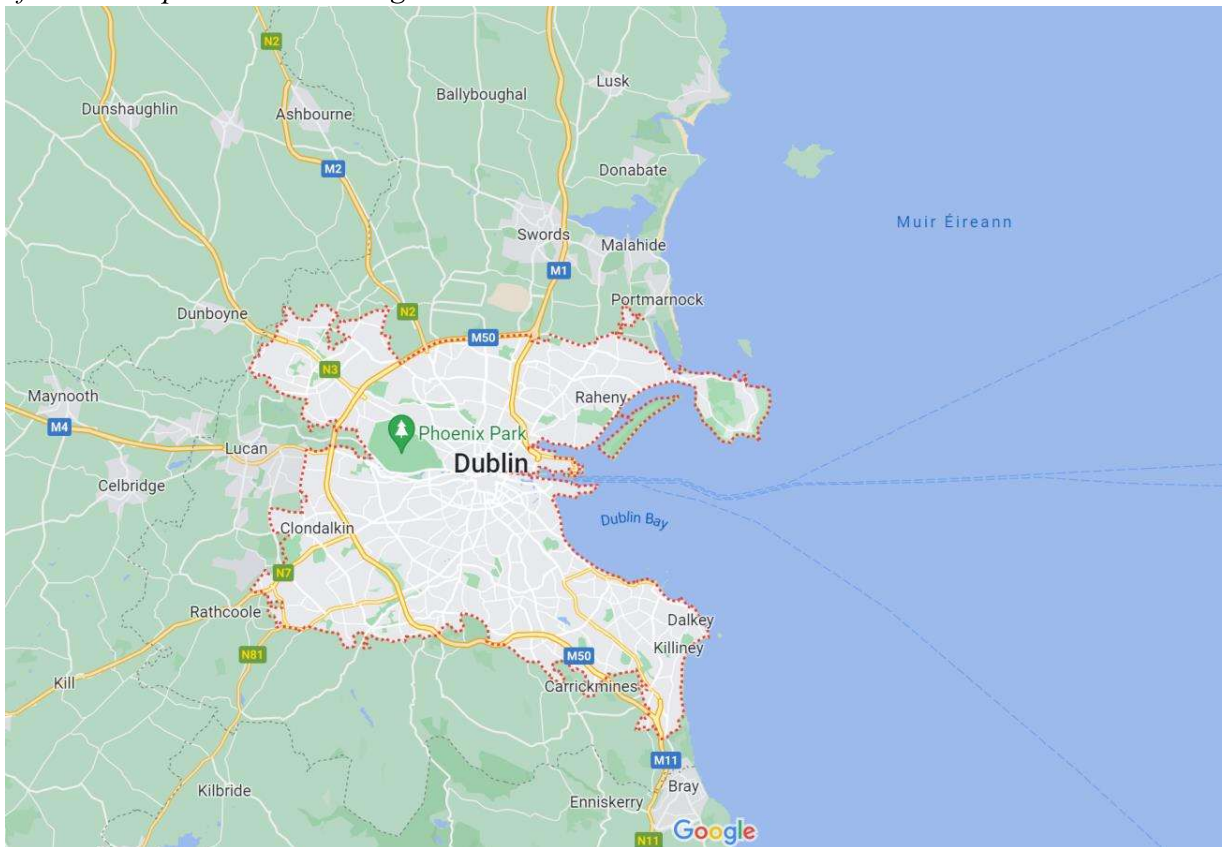 N2
Lusk
Ballyboughal
Dunshaughlin
Ashbourne
M2
Donabate
Muir Éireann
Swords
Malahide
M1
Portmarnock
Dunboyne
N2
M50
N3
Maynooth
Raheny
M4
Phoenix Park
Lucan
Dublin
Celbridge
Dublin Bay
Clondalkin
N7
Rathcoole
Dalkey
Killiney
N81
M50
Kill
Carrickmines
M11
Bray
Kilbride
Enniskerry
Google
N11